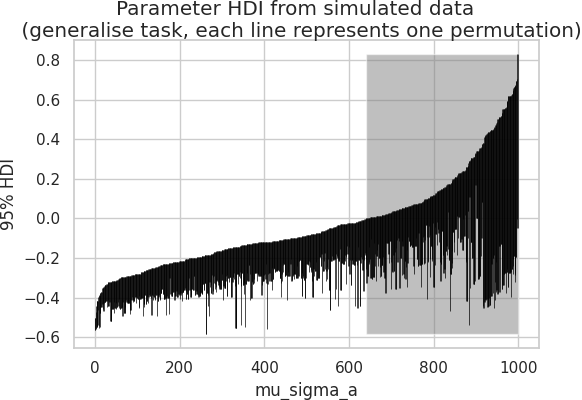 Parameter HDI from simulated data
(generalise task, each line represents one permutation)
0.8
0.6
0.4
0.2
0.0
−0.2
−0.4
−0.6
95% HDI
0 200 400 600 800 1000
mu_sigma_a